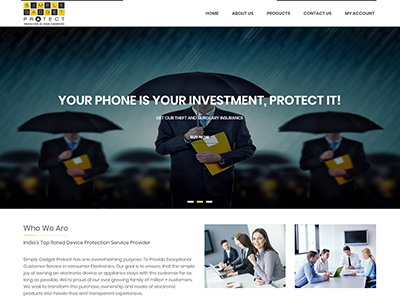 SIMPLY
GADGET
PROTECT
HOME
ABOUT US
PRODUCTS
CONTACT US
MY ACCOUNT
YOUR PHONE IS YOUR INVESTMENT, PROTECT IT!
GET OUR THEFT AND BURGLARY INSURANCE
BUY NOW
Who We Are
India's Top Rated Device Protection Service Provider
Simply Gadget Protect has one overwhelming purpose: To Provide Exceptional
Customer Service in consumer Electronics. Our goal is to ensure that the simple
joy of owning an electronic device or appliance stays with the customer for as
long as possible. We're proud of our ever growing family of million + customers.
We seek to transform the purchase, ownership and resale of electronic
products into hassle-free and transparent experiences.